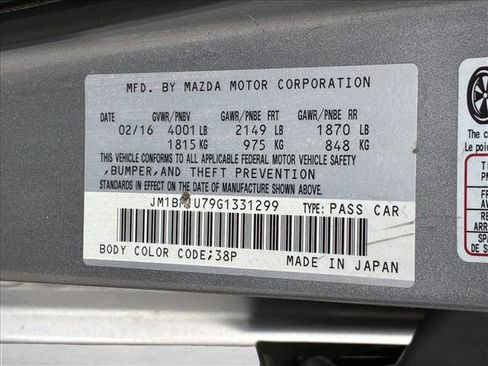 MFD. BY MAZDA MOTOR CORPORATION
DATE GVWR/PNBV GAWR/PNBE FRT GAWR/PNBE RR
02/16 4001 LB 2149 LB 1870 LB
1815 KG 975 KG 848 KG
THIS VEHICLE CONFORMS TO ALL APPLICABLE FEDERAL MOTOR VEHICLE SAFETY
,BUMPER, AND THEFT PREVENTION
STANDARDS IN EFFECT ON THE DATE OF MANUFACTURE SHOWN ABOVE.
TYPE: PASS CAR
BODY COLOR CODE;38P
MADE IN JAPAN
The c
Le poi